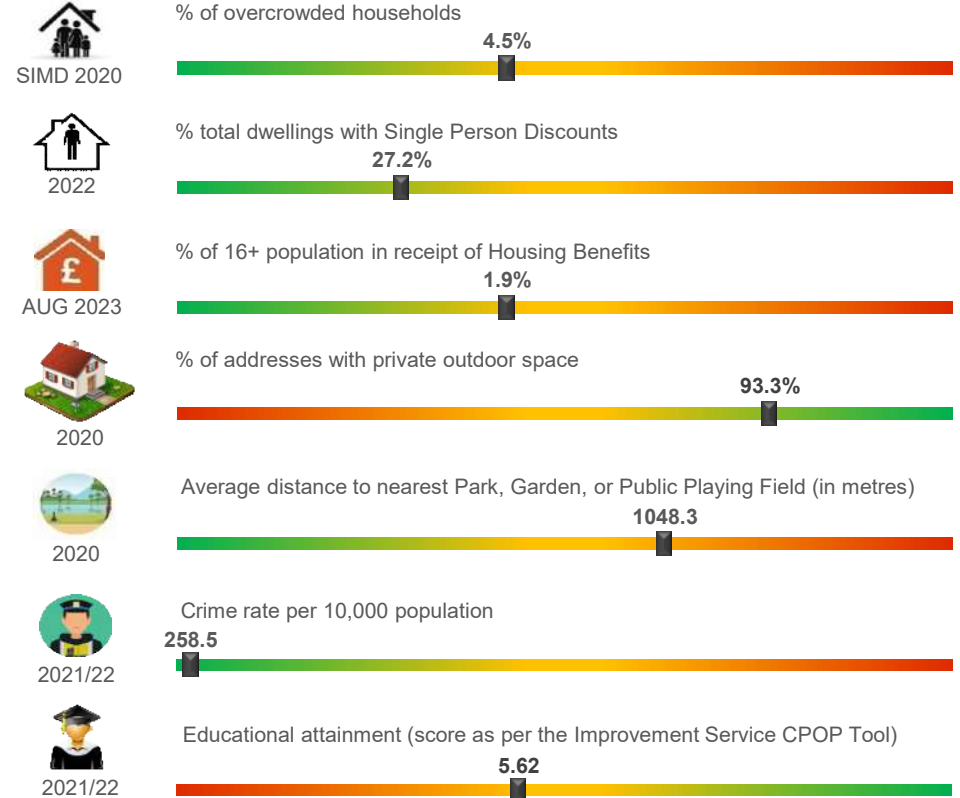 % of overcrowded households
4.5%
SIMD 2020
% total dwellings with Single Person Discounts
27.2%
2022
% of 16+ population in receipt of Housing Benefits
1.9%
£
AUG 2023
% of addresses with private outdoor space
93.3%
2020
Average distance to nearest Park, Garden, or Public Playing Field (in metres)
1048.3
2020
Crime rate per 10,000 population
258.5
2021/22
Educational attainment (score as per the Improvement Service CPOP Tool)
5.62
2021/22